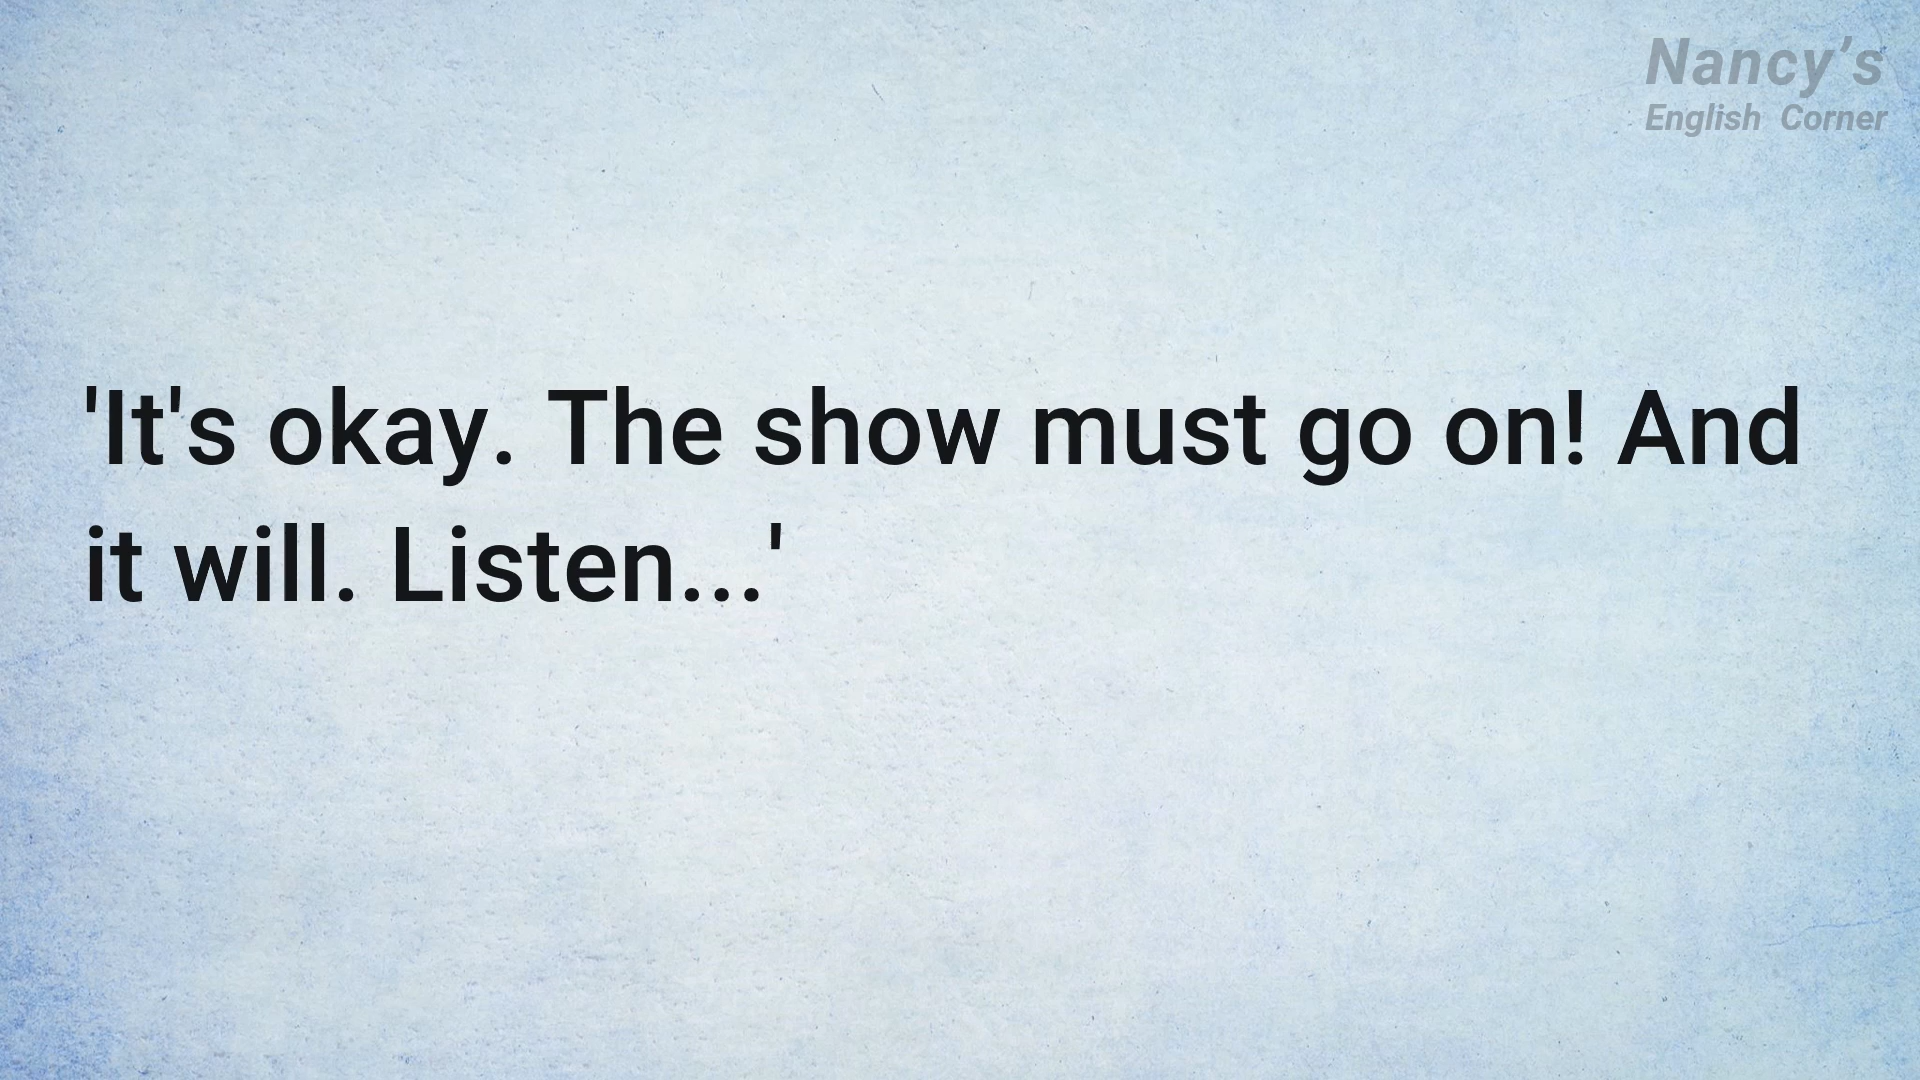 Nancy’s
English Corner
'It's okay. The show must go on! And
it will. Listen...'